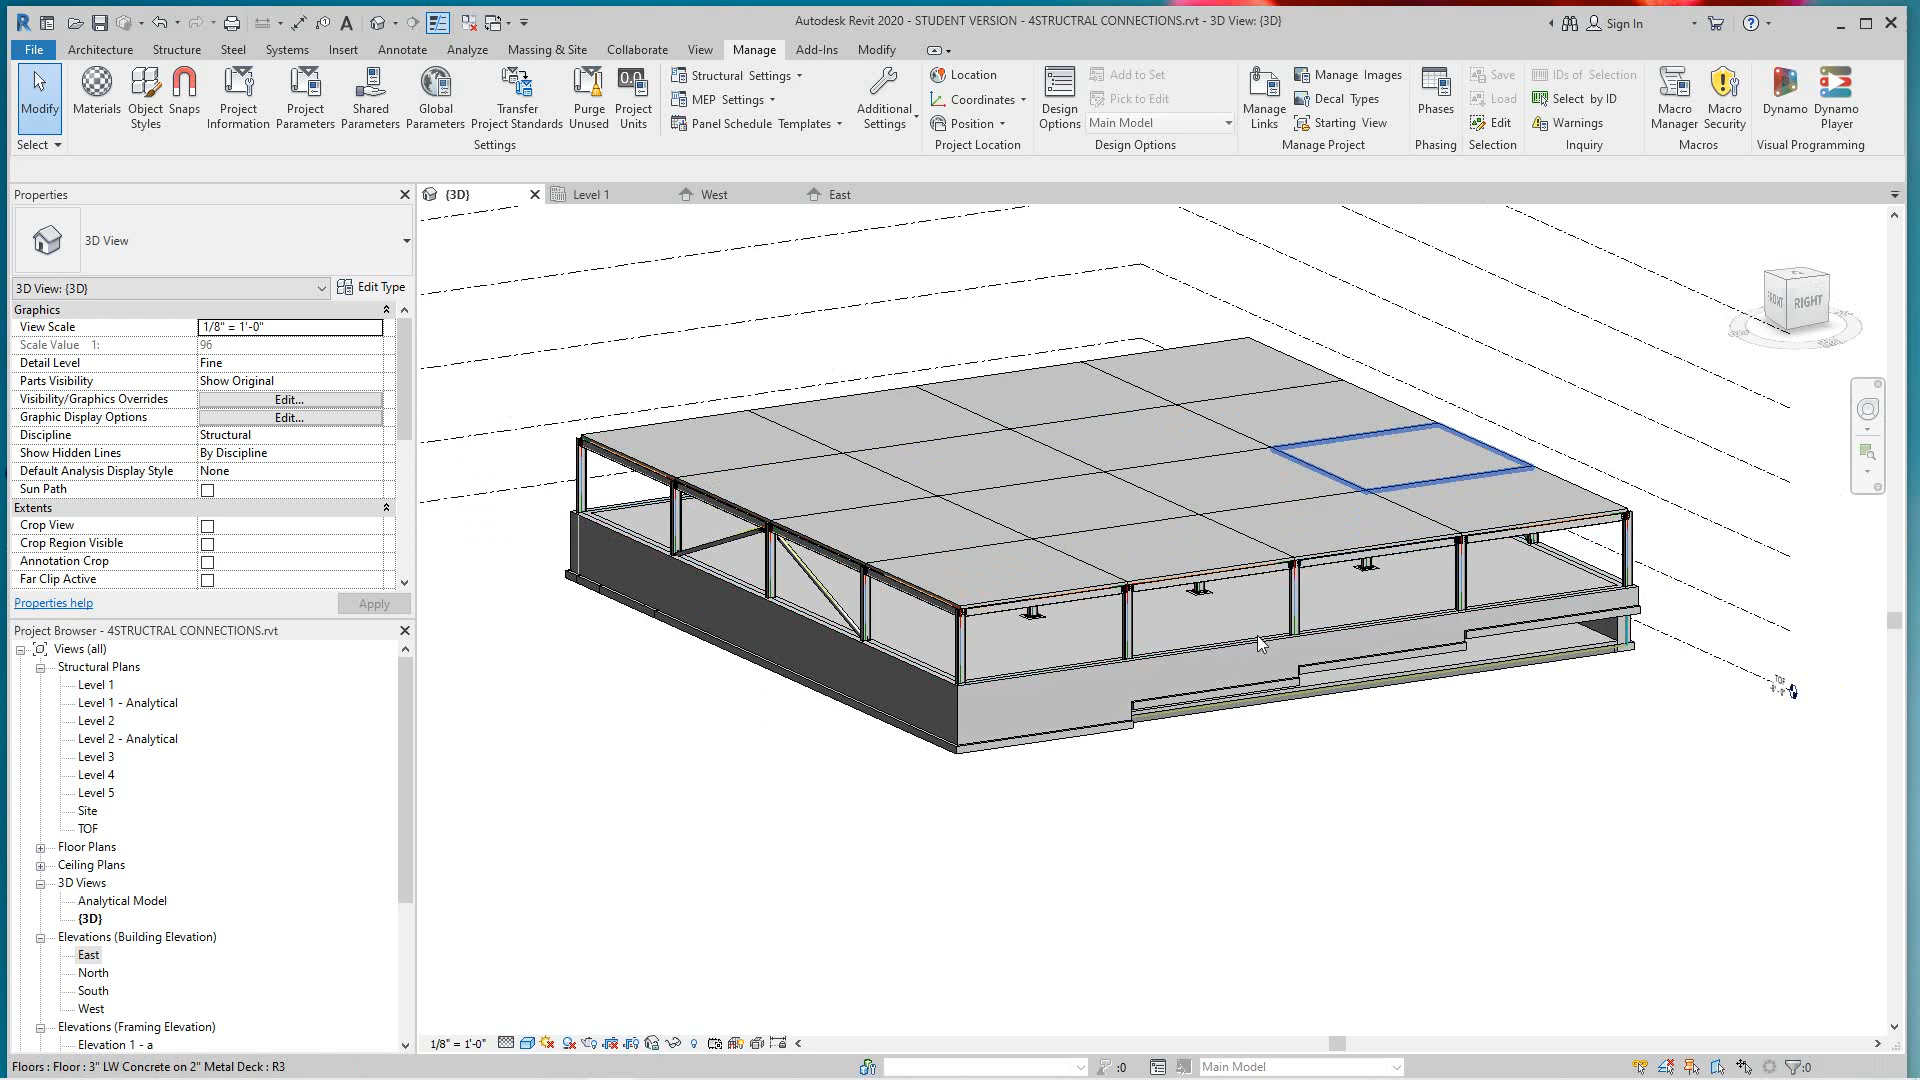 Autodesk Revit 2020 - STUDENT VERSION - 4STRUCTRAL CONNECTIONS.rvt - 3D View: {3D}
Sign In
File Architecture Structure Steel Systems Insert Annotate Analyze Massing & Site Collaborate View Manage Add-Ins Modify
Modify
Materials
Object Styles
Snaps
Project Information
Project Parameters
Shared Parameters
Global Parameters
Transfer Project Standards
Purge Unused
Project Units
Structural Settings
MEP Settings
Panel Schedule Templates
Additional Settings
Location
Coordinates
Position
Design Options
Add to Set
Pick to Edit
Main Model
Manage Links
Manage Images
Decal Types
Starting View
Phases
Save
Load
Edit
IDs of Selection
Select by ID
Warnings
Macro Manager
Macro Security
Dynamo
Dynamo Player
Select Settings Project Location Design Options Manage Project Phasing Selection Inquiry Macros Visual Programming
Properties
{3D} Level 1 West East
3D View
3D View: {3D} Edit Type
Graphics
View Scale 1/8" = 1'-0"
Scale Value 1: 96
Detail Level Fine
Parts Visibility Show Original
Visibility/Graphics Overrides Edit...
Graphic Display Options Edit...
Discipline Structural
Show Hidden Lines By Discipline
Default Analysis Display Style None
Sun Path
Extents
Crop View
Crop Region Visible
Annotation Crop
Far Clip Active
Properties help Apply
Project Browser - 4STRUCTRAL CONNECTIONS.rvt
Views (all)
Structural Plans
Level 1
Level 1 - Analytical
Level 2
Level 2 - Analytical
Level 3
Level 4
Level 5
Site
TOF
Floor Plans
Ceiling Plans
3D Views
Analytical Model
{3D}
Elevations (Building Elevation)
East
North
South
West
Elevations (Framing Elevation)
Elevation 1 - a
FRONT RIGHT
TOF
1/8" = 1'-0"
Floors : Floor : 3" LW Concrete on 2" Metal Deck : R3
:0
Main Model
:0